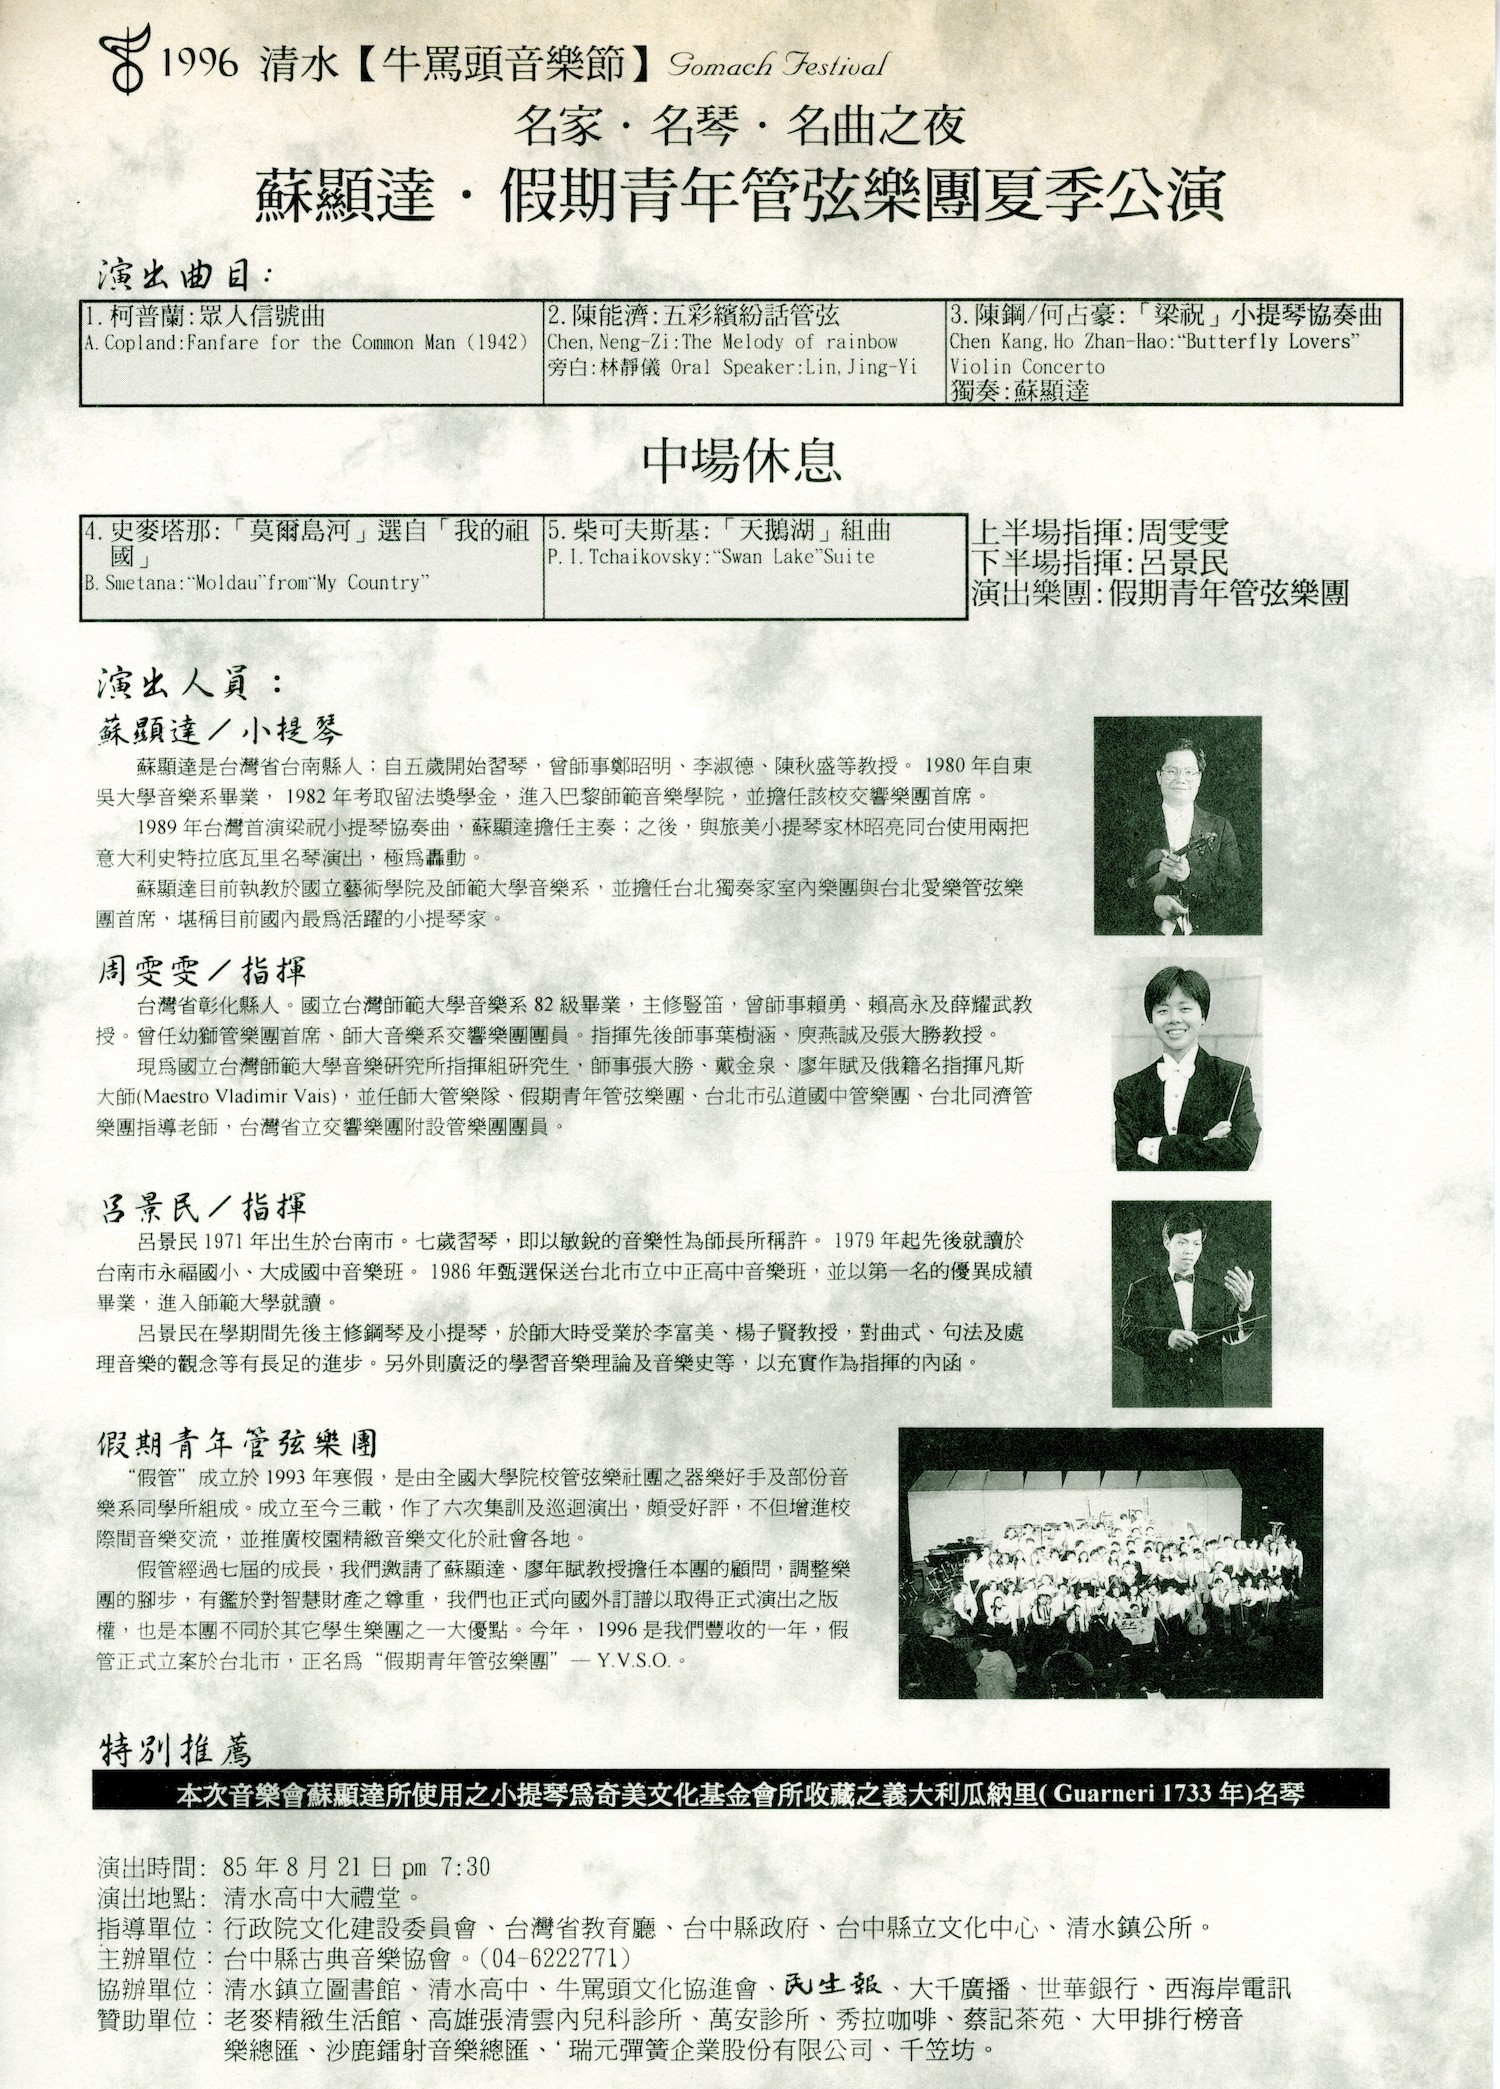 1996 清水【牛罵頭音樂節】Gomach Festival
名家·名琴·名曲之夜
蘇顯達·假期青年管弦樂團夏季公演
演出曲目:
1.柯普蘭:眾人信號曲
A.Copland:Fanfare for the Common Man (1942)
2.陳能濟:五彩繽紛話管弦
Chen,Neng-Zi:The Melody of rainbow
旁白:林靜儀 Oral Speaker:Lin,Jing-Yi
3.陳鋼/何占豪:「梁祝」小提琴協奏曲
Chen Kang,Ho Zhan-Hao:“Butterfly Lovers”
Violin Concerto
獨奏:蘇顯達
中場休息
4.史麥塔那:「莫爾島河」選自「我的祖
國」
B.Smetana:“Moldau”from“My Country”
5.柴可夫斯基:「天鵝湖」組曲
P.I.Tchaikovsky:“Swan Lake”Suite
上半場指揮:周雯雯
下半場指揮:呂景民
演出樂團:假期青年管弦樂團
演出人員：
蘇顯達／小提琴
蘇顯達是台灣省台南縣人；自五歲開始習琴，曾師事鄭昭明、李淑德、陳秋盛等教授。1980年自東
吳大學音樂系畢業，1982年考取留法獎學金，進入巴黎師範音樂學院，並擔任該校交響樂團首席。
1989年台灣首演梁祝小提琴協奏曲，蘇顯達擔任主奏；之後，與旅美小提琴家林昭亮同台使用兩把
意大利史特拉底瓦里名琴演出，極爲轟動。
蘇顯達目前執教於國立藝術學院及師範大學音樂系，並擔任台北獨奏家室內樂團與台北愛樂管弦樂
團首席，堪稱目前國內最爲活躍的小提琴家。
周雯雯／指揮
台灣省彰化縣人。國立台灣師範大學音樂系82級畢業，主修豎笛，曾師事賴勇、賴高永及薛耀武教
授。曾任幼獅管樂團首席、師大音樂系交響樂團團員。指揮先後師事葉樹涵、庾燕誠及張大勝教授。
現爲國立台灣師範大學音樂研究所指揮組研究生，師事張大勝、戴金泉、廖年賦及俄籍名指揮凡斯
大師(Maestro Vladimir Vais)，並任師大管樂隊、假期青年管弦樂團、台北市弘道國中管樂團、台北同濟管
樂團指導老師，台灣省立交響樂團附設管樂團團員。
呂景民／指揮
呂景民1971年出生於台南市。七歲習琴，即以敏銳的音樂性為師長所稱許。1979年起先後就讀於
台南市永福國小、大成國中音樂班。1986年甄選保送台北市立中正高中音樂班，並以第一名的優異成績
畢業，進入師範大學就讀。
呂景民在學期間先後主修鋼琴及小提琴，於師大時受業於李富美、楊子賢教授，對曲式、句法及處
理音樂的觀念等有長足的進步。另外則廣泛的學習音樂理論及音樂史等，以充實作為指揮的內函。
假期青年管弦樂團
“假管”成立於1993年寒假，是由全國大學院校管弦樂社團之器樂好手及部份音
樂系同學所組成。成立至今三載，作了六次集訓及巡迴演出，頗受好評，不但增進校
際間音樂交流，並推廣校園精緻音樂文化於社會各地。
假管經過七屆的成長，我們邀請了蘇顯達、廖年賦教授擔任本團的顧問，調整樂
團的腳步，有鑑於對智慧財產之尊重，我們也正式向國外訂譜以取得正式演出之版
權，也是本團不同於其它學生樂團之一大優點。今年，1996是我們豐收的一年，假
管正式立案於台北市，正名爲“假期青年管弦樂團”— Y.V.S.O.。
特別推薦
本次音樂會蘇顯達所使用之小提琴爲奇美文化基金會所收藏之義大利瓜納里( Guarneri 1733 年)名琴
演出時間: 85年8月21日pm 7:30
演出地點: 清水高中大禮堂。
指導單位：行政院文化建設委員會、台灣省教育廳、台中縣政府、台中縣立文化中心、清水鎮公所。
主辦單位：台中縣古典音樂協會。(04-6222771)
協辦單位：清水鎮立圖書館、清水高中、牛罵頭文化協進會、民生報、大千廣播、世華銀行、西海岸電訊
贊助單位：老麥精緻生活館、高雄張清雲內兒科診所、萬安診所、秀拉咖啡、蔡記茶苑、大甲排行榜音
樂總匯、沙鹿鐳射音樂總匯、瑞元彈簧企業股份有限公司、千笠坊。